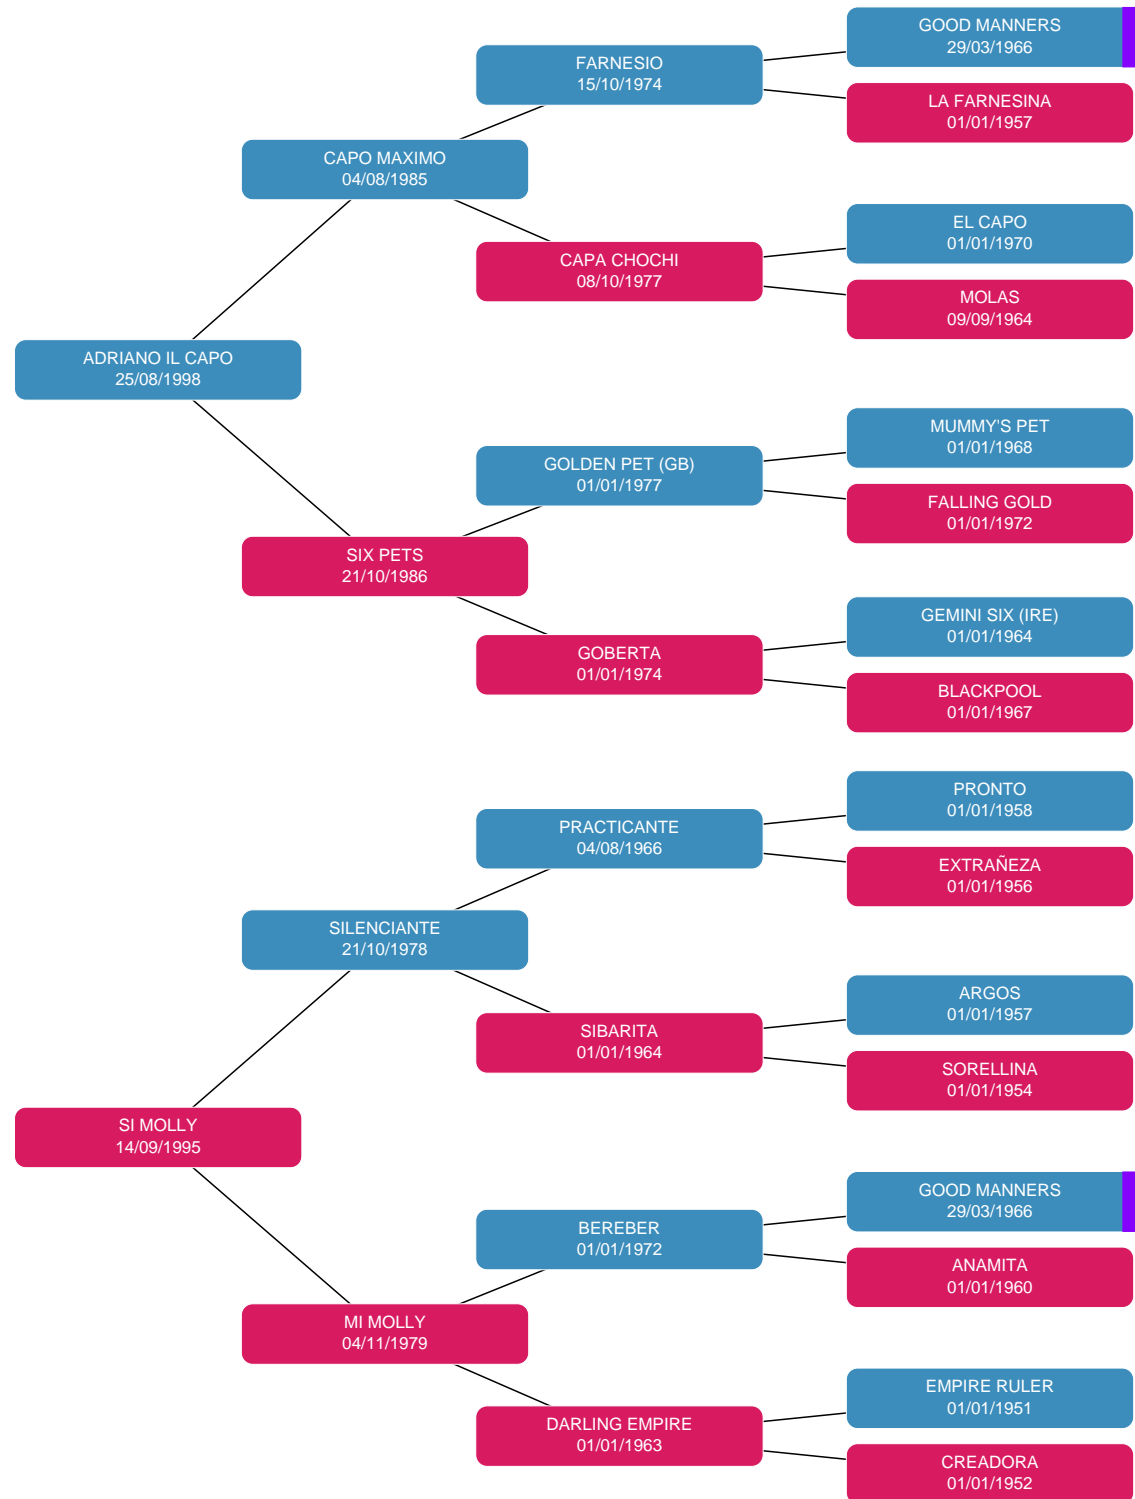 GOOD MANNERS
29/03/1966
FARNESIO
15/10/1974
LA FARNESINA
01/01/1957
CAPO MAXIMO
04/08/1985
EL CAPO
01/01/1970
CAPA CHOCHI
08/10/1977
MOLAS
09/09/1964
ADRIANO IL CAPO
25/08/1998
MUMMY'S PET
01/01/1968
GOLDEN PET (GB)
01/01/1977
FALLING GOLD
01/01/1972
SIX PETS
21/10/1986
GEMINI SIX (IRE)
01/01/1964
GOBERTA
01/01/1974
BLACKPOOL
01/01/1967
PRONTO
01/01/1958
PRACTICANTE
04/08/1966
EXTRAÑEZA
01/01/1956
SILENCIANTE
21/10/1978
ARGOS
01/01/1957
SIBARITA
01/01/1964
SORELLINA
01/01/1954
SI MOLLY
14/09/1995
GOOD MANNERS
29/03/1966
BEREBER
01/01/1972
ANAMITA
01/01/1960
MI MOLLY
04/11/1979
EMPIRE RULER
01/01/1951
DARLING EMPIRE
01/01/1963
CREADORA
01/01/1952